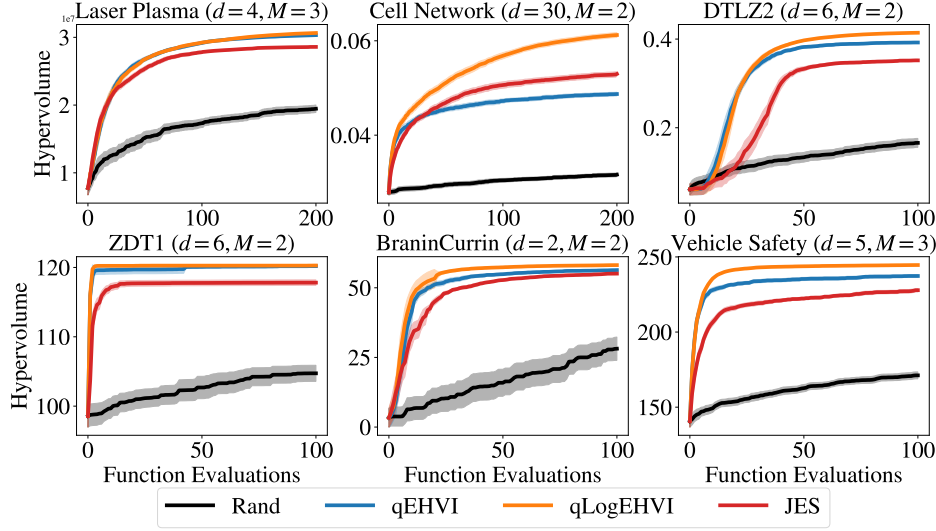 Laser Plasma (d = 4, M = 3)
Cell Network (d = 30, M = 2)
DTLZ2 (d = 6, M = 2)
1e7
Hypervolume
3
2
1
0
100
200
0.06
0.04
0
100
200
0.4
0.2
0
50
100
ZDT1 (d = 6, M = 2)
BraninCurrin (d = 2, M = 2)
Vehicle Safety (d = 5, M = 3)
Hypervolume
120
110
100
0
50
100
50
25
0
0
50
100
250
200
150
0
50
100
Function Evaluations
Function Evaluations
Function Evaluations
Rand
qEHVI
qLogEHVI
JES